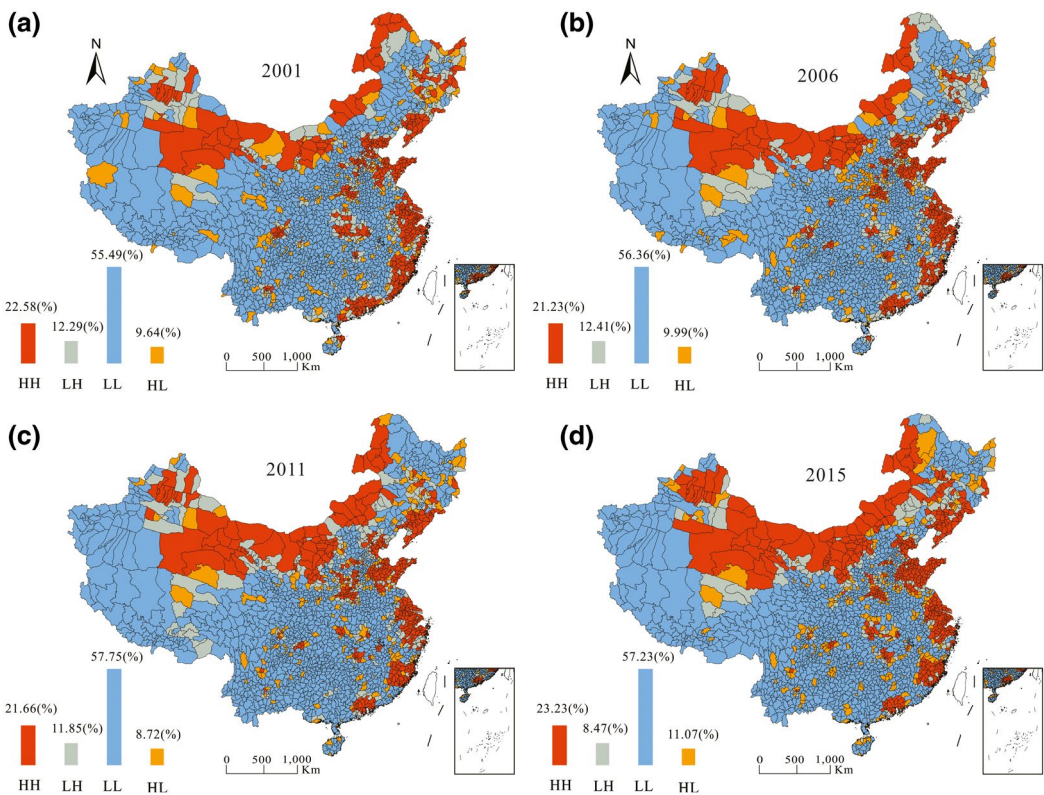 (a)
N
2001
55.49(%)
22.58(%)
12.29(%)
9.64(%)
HH LH LL HL
0 500 1,000
Km
(b)
N
2006
56.36(%)
21.23(%)
12.41(%)
9.99(%)
HH LH LL HL
0 500 1,000
Km
(c)
2011
57.75(%)
21.66(%)
11.85(%)
8.72(%)
HH LH LL HL
0 500 1,000
Km
(d)
2015
57.23(%)
23.23(%)
8.47(%)
11.07(%)
HH LH LL HL
0 500 1,000
Km